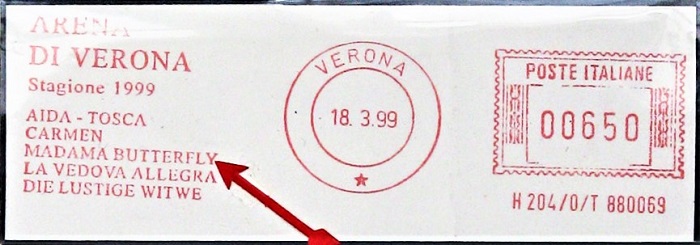 ARENA
DI VERONA
Stagione 1999
AIDA - TOSCA
CARMEN
MADAMA BUTTERFLY
LA VEDOVA ALLEGRA
DIE LUSTIGE WITWE
VERONA
18.3.99
POSTE ITALIANE
00650
H 204/0/T 880069